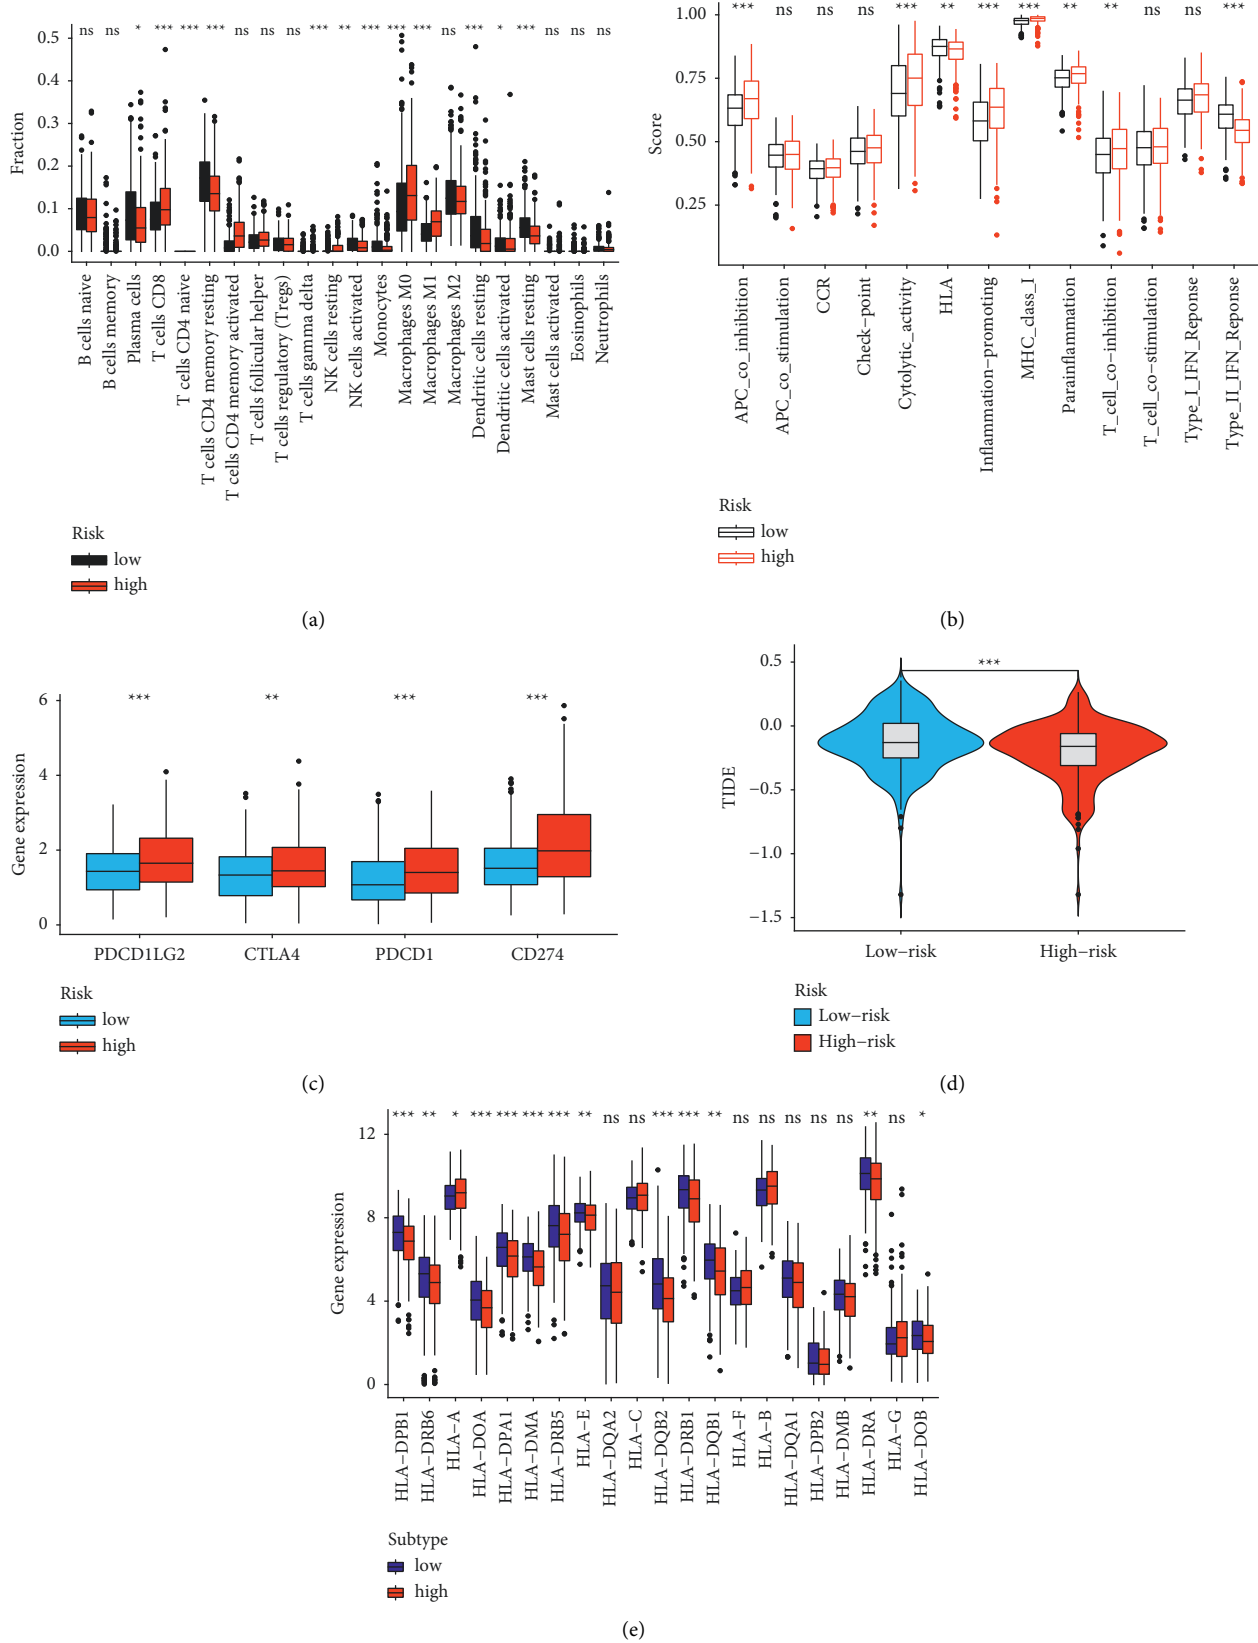 ns ns * *** *** *** ns ns ns *** *** ** *** *** *** ns *** * *** ns ns ns
Fraction
0.5
0.4
0.3
0.2
0.1
0.0
B cells naive
B cells memory
Plasma cells
T cells CD8
T cells CD4 naive
T cells CD4 memory resting
T cells CD4 memory activated
T cells follicular helper
T cells regulatory (Tregs)
T cells gamma delta
NK cells resting
NK cells activated
Monocytes
Macrophages M0
Macrophages M1
Macrophages M2
Dendritic cells resting
Dendritic cells activated
Mast cells resting
Mast cells activated
Eosinophils
Neutrophils
Risk
low
high
(a)
*** ns ns ns *** ** *** *** ** ** ns ns ***
Score
1.00
0.75
0.50
0.25
APC_co_inhibition
APC_co_stimulation
CCR
Check−point
Cytolytic_activity
HLA
Inflammation−promoting
MHC_class_I
Parainflammation
T_cell_co−inhibition
T_cell_co−stimulation
Type_I_IFN_Reponse
Type_II_IFN_Reponse
Risk
low
high
(b)
*** ** *** ***
Gene expression
6
4
2
0
PDCD1LG2 CTLA4 PDCD1 CD274
Risk
low
high
(c)
***
TIDE
0.5
0.0
−0.5
−1.0
−1.5
Low−risk High−risk
Risk
Low−risk
High−risk
(d)
*** ** * *** *** *** *** ** ns ns *** *** ** ns ns ns ns ns ** ns *
Gene expression
12
8
4
0
HLA−DPB1
HLA−DRB6
HLA−A
HLA−DOA
HLA−DPA1
HLA−DMA
HLA−DRB5
HLA−E
HLA−DQA2
HLA−C
HLA−DQB2
HLA−DRB1
HLA−DQB1
HLA−F
HLA−B
HLA−DQA1
HLA−DPB2
HLA−DMB
HLA−DRA
HLA−G
HLA−DOB
Subtype
low
high
(e)